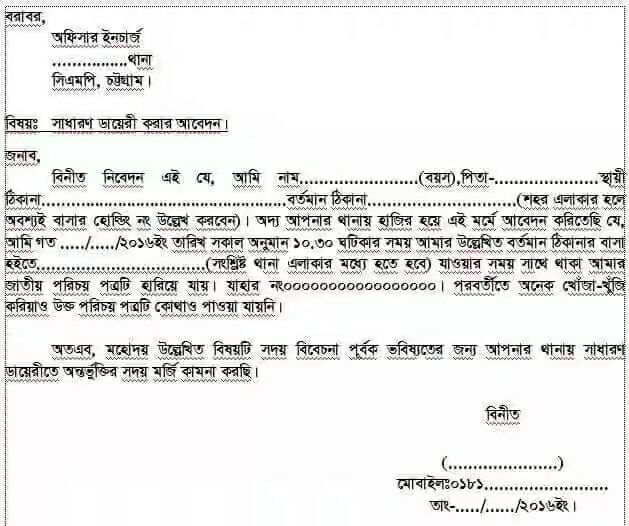 বরাবর,
অফিসার ইনচার্জ
................থানা
সিএমপি, চট্টগ্রাম।
বিষয়ঃ সাধারণ ডায়েরী করার আবেদন।
জনাব,
বিনীত নিবেদন এই যে, আমি নাম........................(বয়স),পিতা-.....................স্থায়ী
ঠিকানা.................................................বর্তমান ঠিকানা..............................(শহর এলাকার হলে
অবশ্যই বাসার হোল্ডিং নং উল্লেখ করবেন)। অদ্য আপনার থানায় হাজির হয়ে এই মর্মে আবেদন করিতেছি যে,
আমি গত ...../...../২০১৬ইং তারিখ সকাল অনুমান ১০.৩০ ঘটিকার সময় আমার উল্লেখিত বর্তমান ঠিকানার বাসা
হইতে..................................(সংশ্লিষ্ট থানা এলাকার মধ্যে হতে হবে) যাওয়ার সময় সাথে থাকা আমার
জাতীয় পরিচয় পত্রটি হারিয়ে যায়। যাহার নং০০০০০০০০০০০০০০০০০০। পরবর্তীতে অনেক খোঁজা-খুঁজি
করিয়াও উক্ত পরিচয় পত্রটি কোথাও পাওয়া যায়নি।
অতএব, মহোদয় উল্লেখিত বিষয়টি সদয় বিবেচনা পূর্বক ভবিষ্যতের জন্য আপনার থানায় সাধারণ
ডায়েরীতে অন্তর্ভুক্তির সদয় মর্জি কামনা করছি।
বিনীত
(......................)
মোবাইলঃ০১৮১.........................
তাং-...../....../২০১৬ইং।